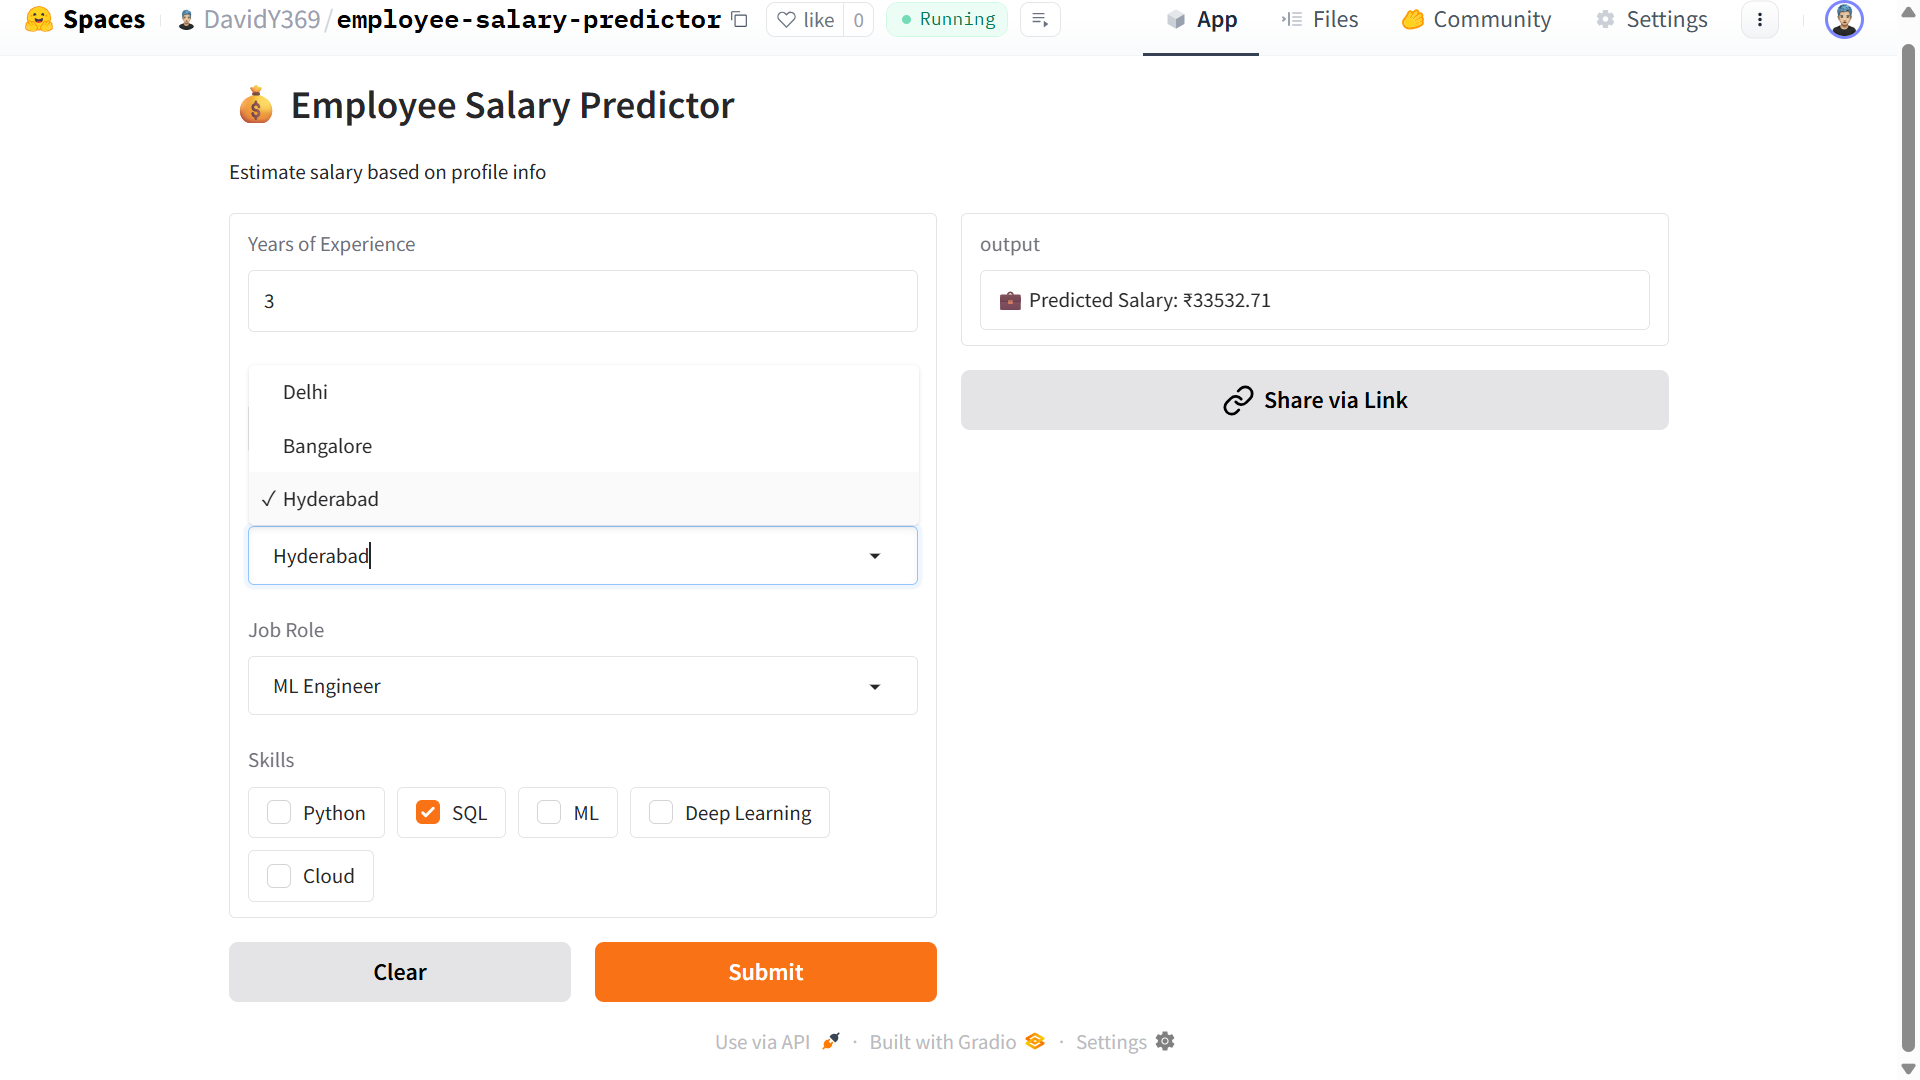 Spaces DavidY369/employee-salary-predictor like 0 Running App Files Community Settings
💰 Employee Salary Predictor
Estimate salary based on profile info
Years of Experience
3
Delhi
Bangalore
✓ Hyderabad
Hyderabad
Job Role
ML Engineer
Skills
Python SQL ML Deep Learning
Cloud
Clear Submit
output
💼 Predicted Salary: ₹33532.71
Share via Link
Use via API · Built with Gradio · Settings